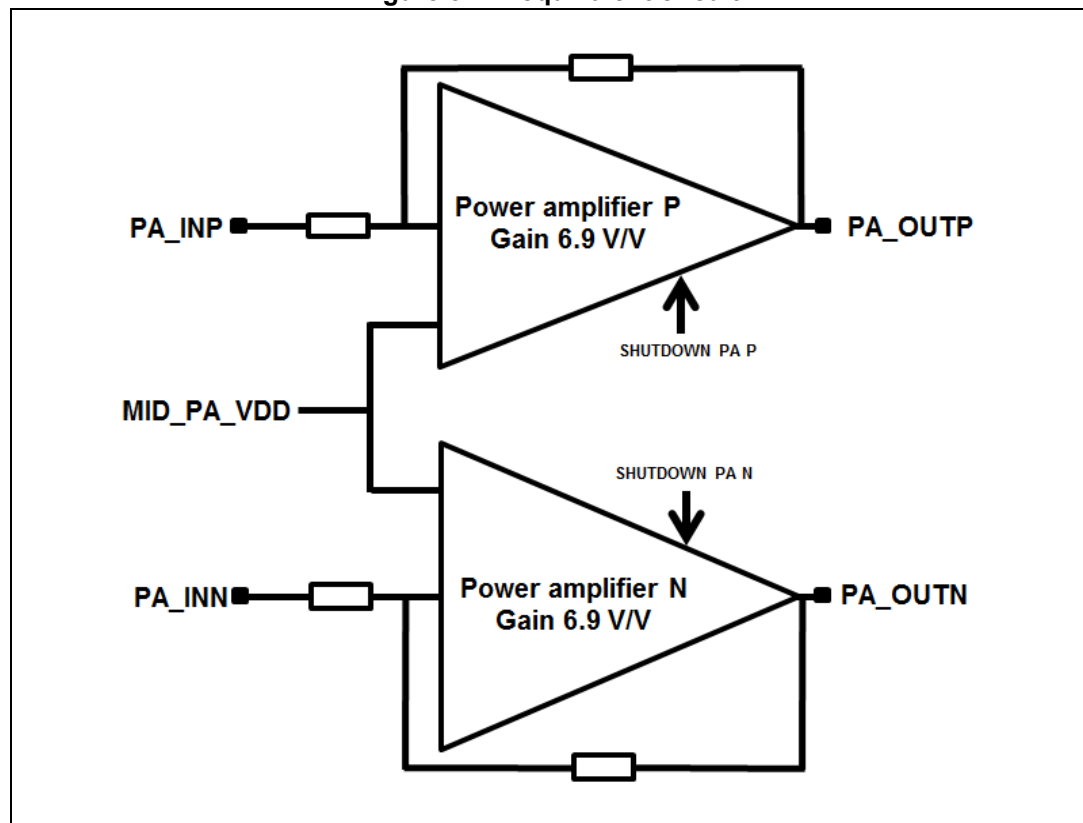 Power amplifier P
Gain 6.9 V/V
PA_INP
PA_OUTP
SHUTDOWN PA P
MID_PA_VDD
SHUTDOWN PA N
Power amplifier N
Gain 6.9 V/V
PA_INN
PA_OUTN